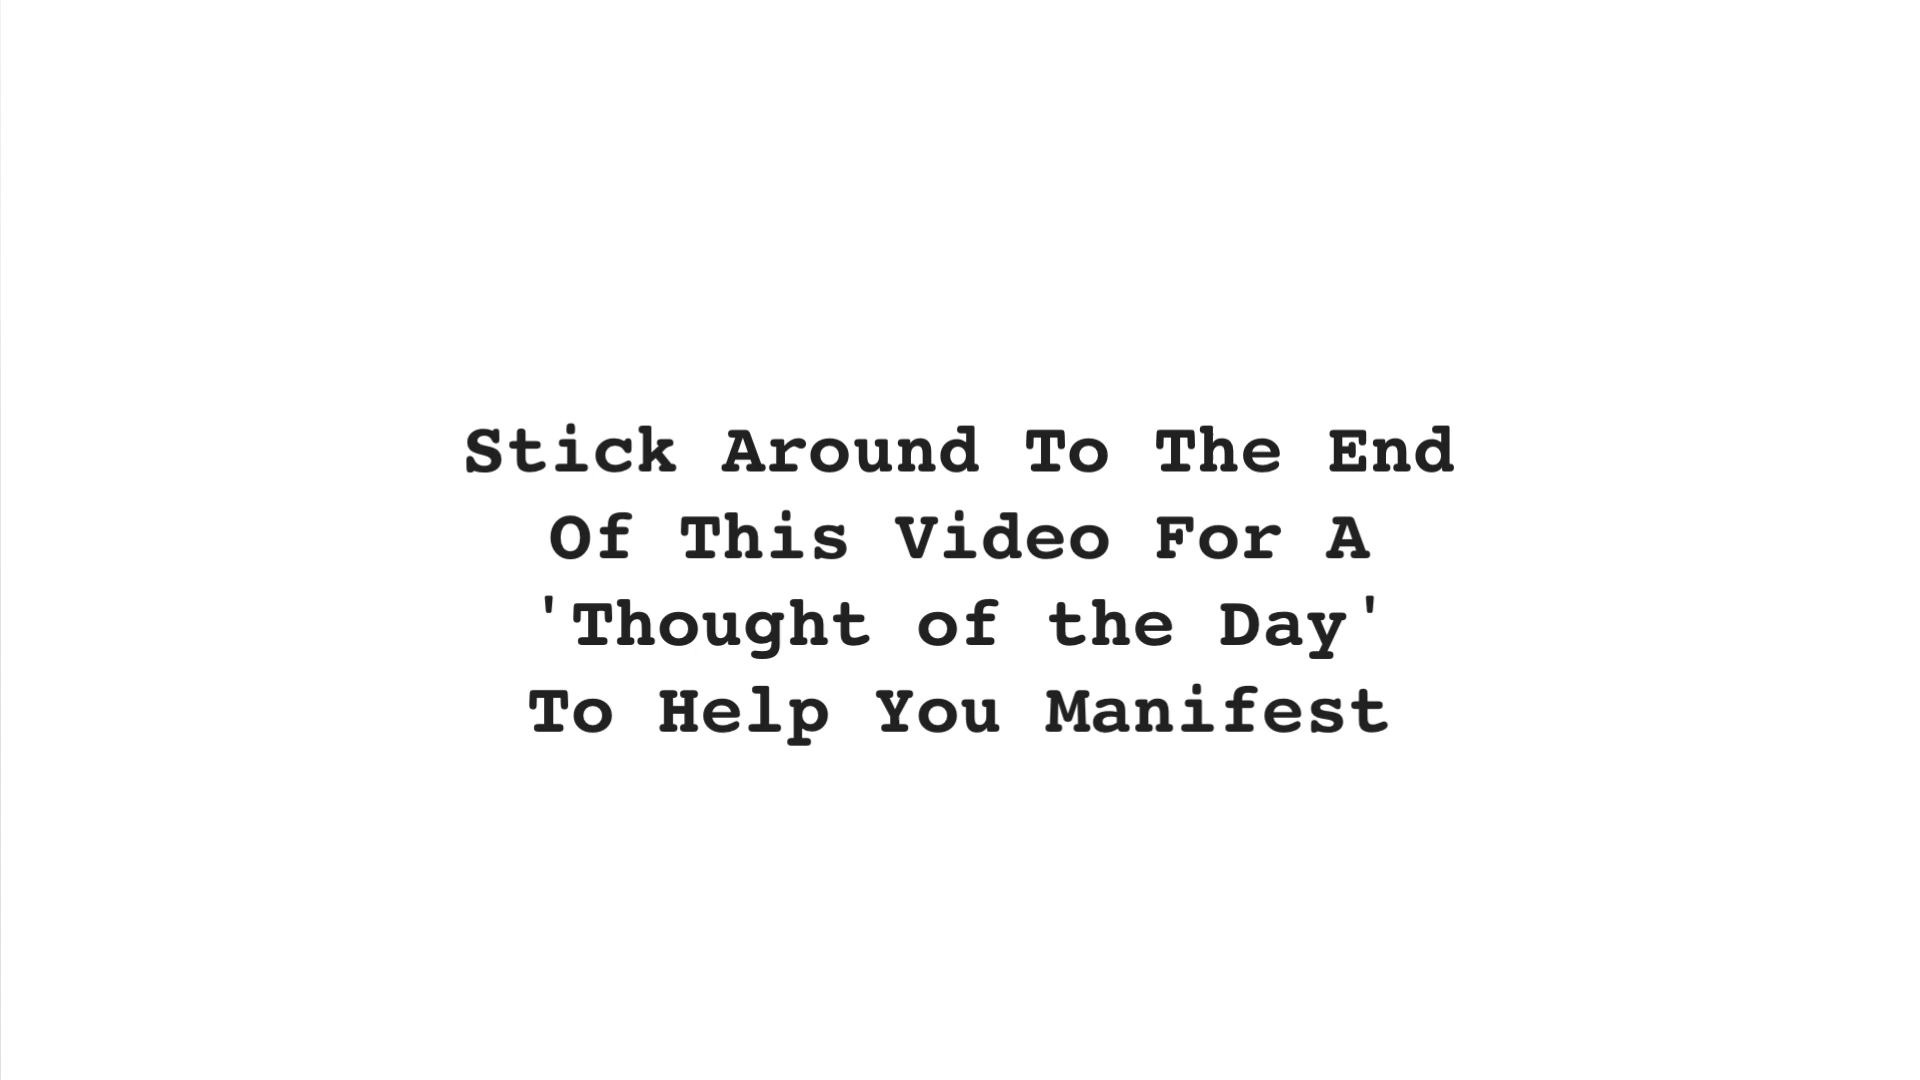 Stick Around To The End
Of This Video For A
'Thought of the Day'
To Help You Manifest